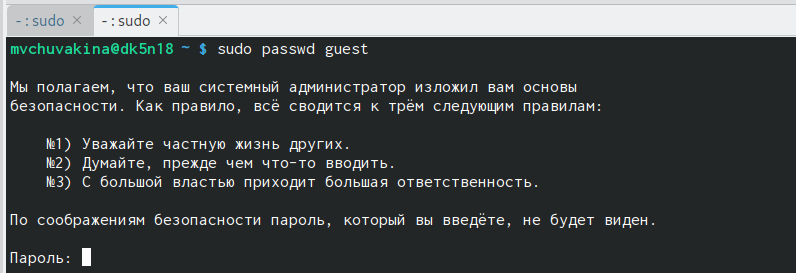 -:sudo
-:sudo
mvchuvakina@dk5n18 ~ $ sudo passwd guest
Мы полагаем, что ваш системный администратор изложил вам основы
безопасности. Как правило, всё сводится к трём следующим правилам:
№1) Уважайте частную жизнь других.
№2) Думайте, прежде чем что-то вводить.
№3) С большой властью приходит большая ответственность.
По соображениям безопасности пароль, который вы введёте, не будет виден.
Пароль: